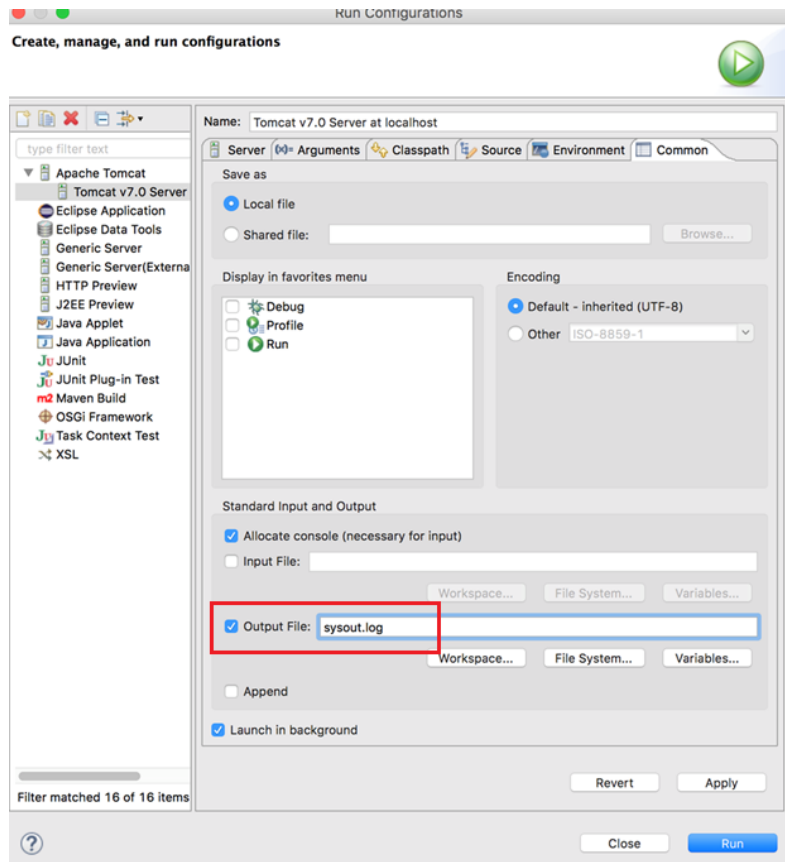 Run Configurations
Create, manage, and run configurations
type filter text
Apache Tomcat
Tomcat v7.0 Server
Eclipse Application
Eclipse Data Tools
Generic Server
Generic Server(Externa
HTTP Preview
J2EE Preview
Java Applet
Java Application
JUnit
JUnit Plug-in Test
Maven Build
OSGi Framework
Task Context Test
XSL
Filter matched 16 of 16 items
Name: Tomcat v7.0 Server at localhost
Server Arguments Classpath Source Environment Common
Save as
Local file
Shared file: Browse...
Display in favorites menu
Debug
Profile
Run
Encoding
Default - inherited (UTF-8)
Other ISO-8859-1
Standard Input and Output
Allocate console (necessary for input)
Input File:
Workspace... File System... Variables...
Output File: sysout.log
Workspace... File System... Variables...
Append
Launch in background
Revert Apply
Close Run